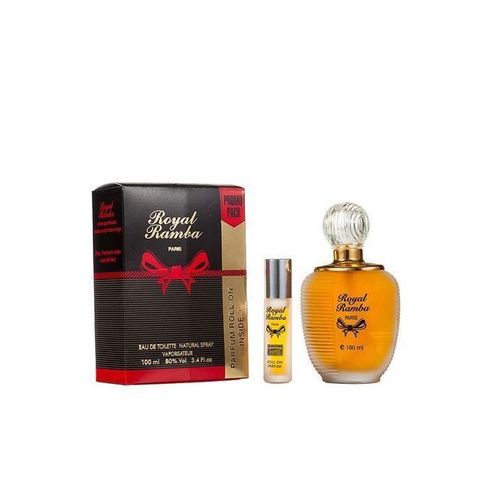 Royal
Ramba
PARIS
EAU DE TOILETTE NATURAL SPRAY
VAPORISATEUR
100 ml 80% Vol 3.4 Fl.oz
PROMO
PACK
PARFUM ROLL ON
INSIDE
Royal
Ramba
ROLL ON
PARFUM
Royal
Ramba
PARIS
e 100 ml